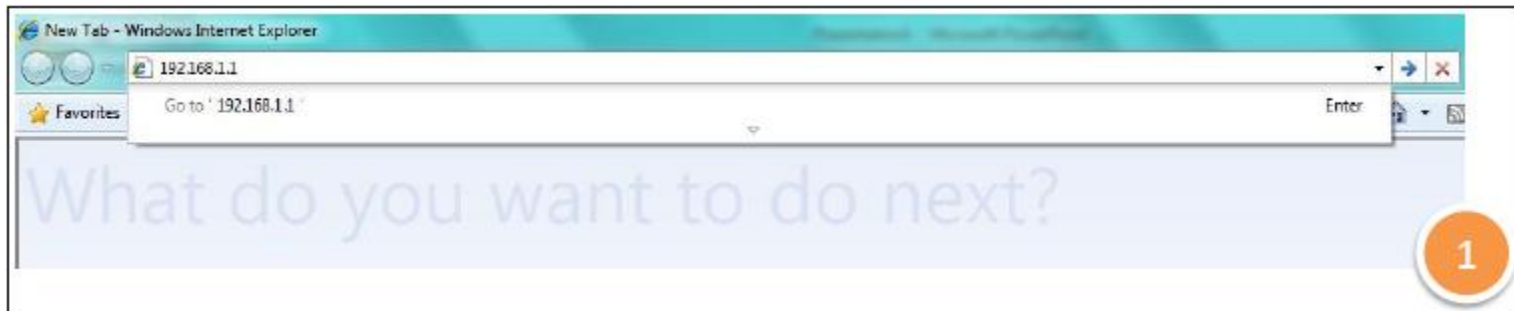 New Tab - Windows Internet Explorer
192.168.1.1
Favorites
Go to ' 192.168.1.1 '
Enter
What do you want to do next?
1